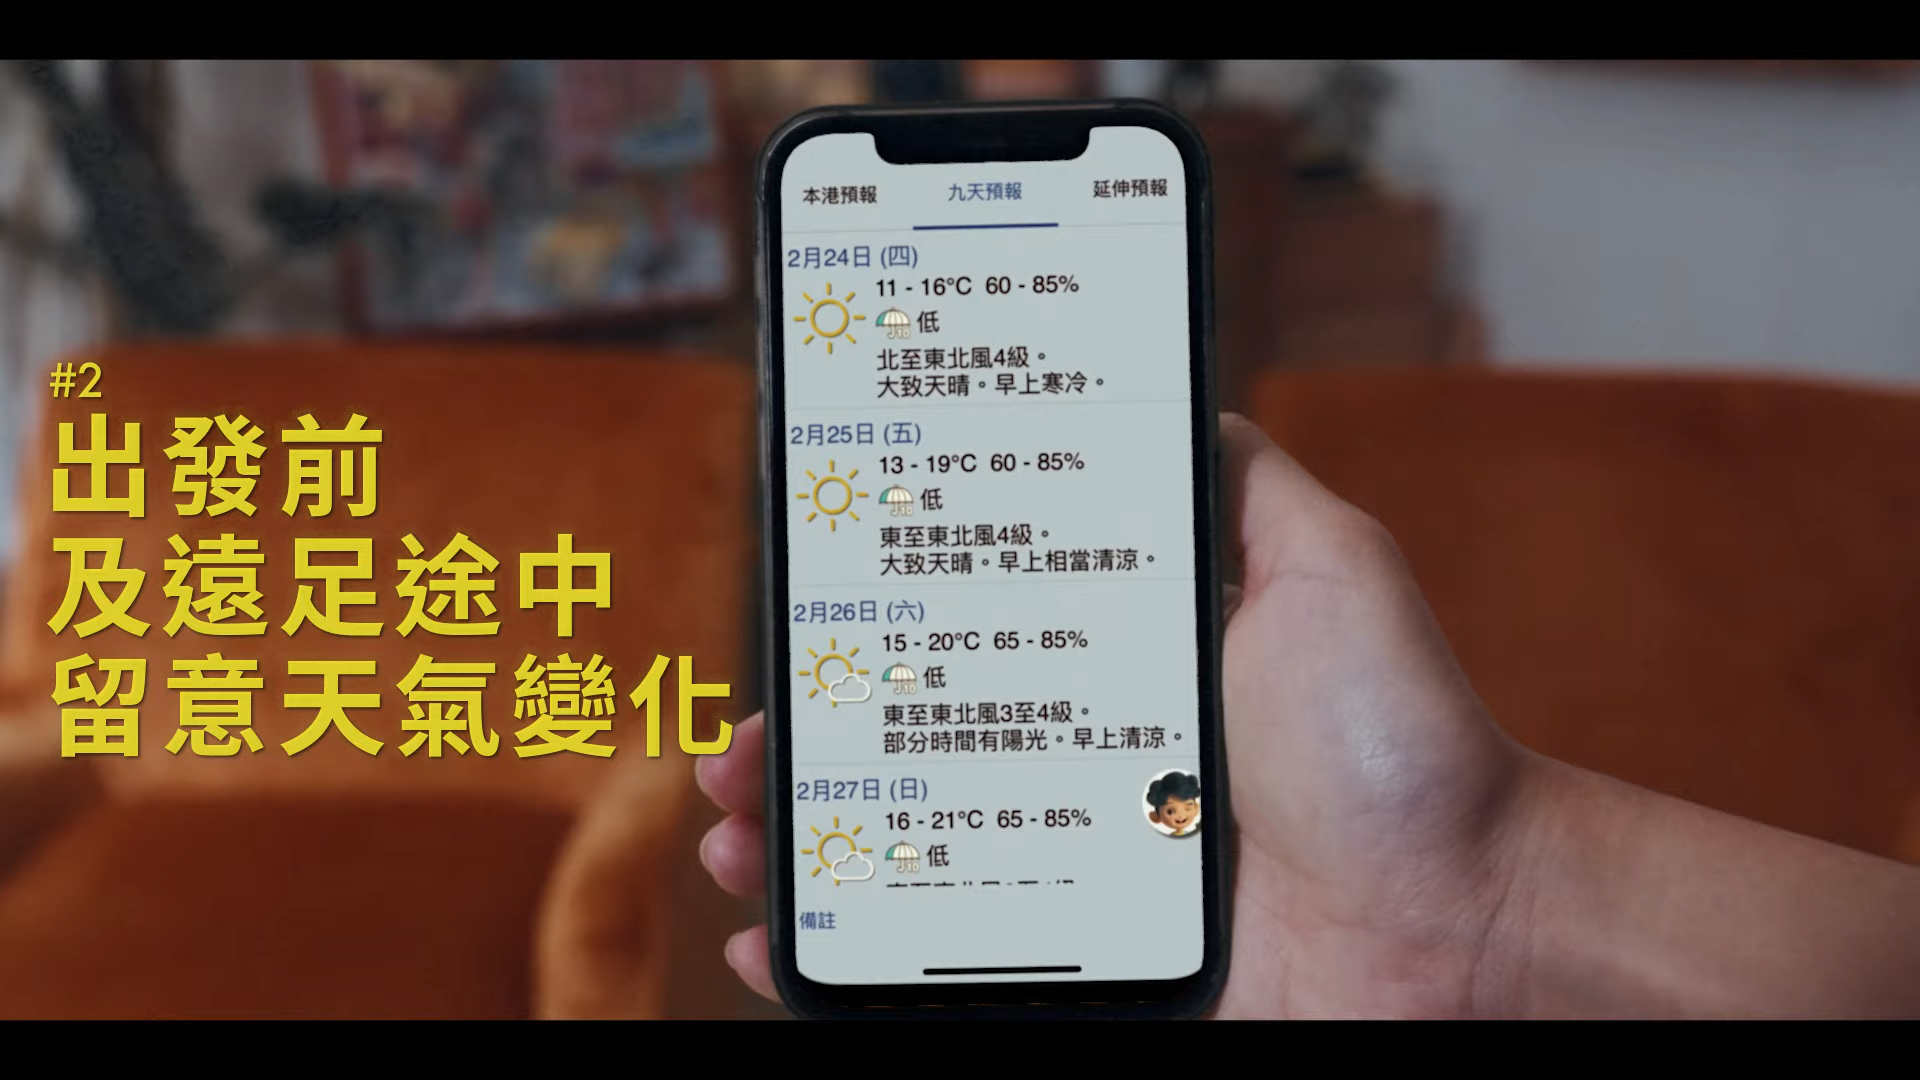 #2
出發前
及遠足途中
留意天氣變化
本港預報 九天預報 延伸預報
2月24日 (四)
11 - 16°C 60 - 85%
低
北至東北風4級。
大致天晴。早上寒冷。
2月25日 (五)
13 - 19°C 60 - 85%
低
東至東北風4級。
大致天晴。早上相當清涼。
2月26日 (六)
15 - 20°C 65 - 85%
低
東至東北風3至4級。
部分時間有陽光。早上清涼。
2月27日 (日)
16 - 21°C 65 - 85%
低
備註